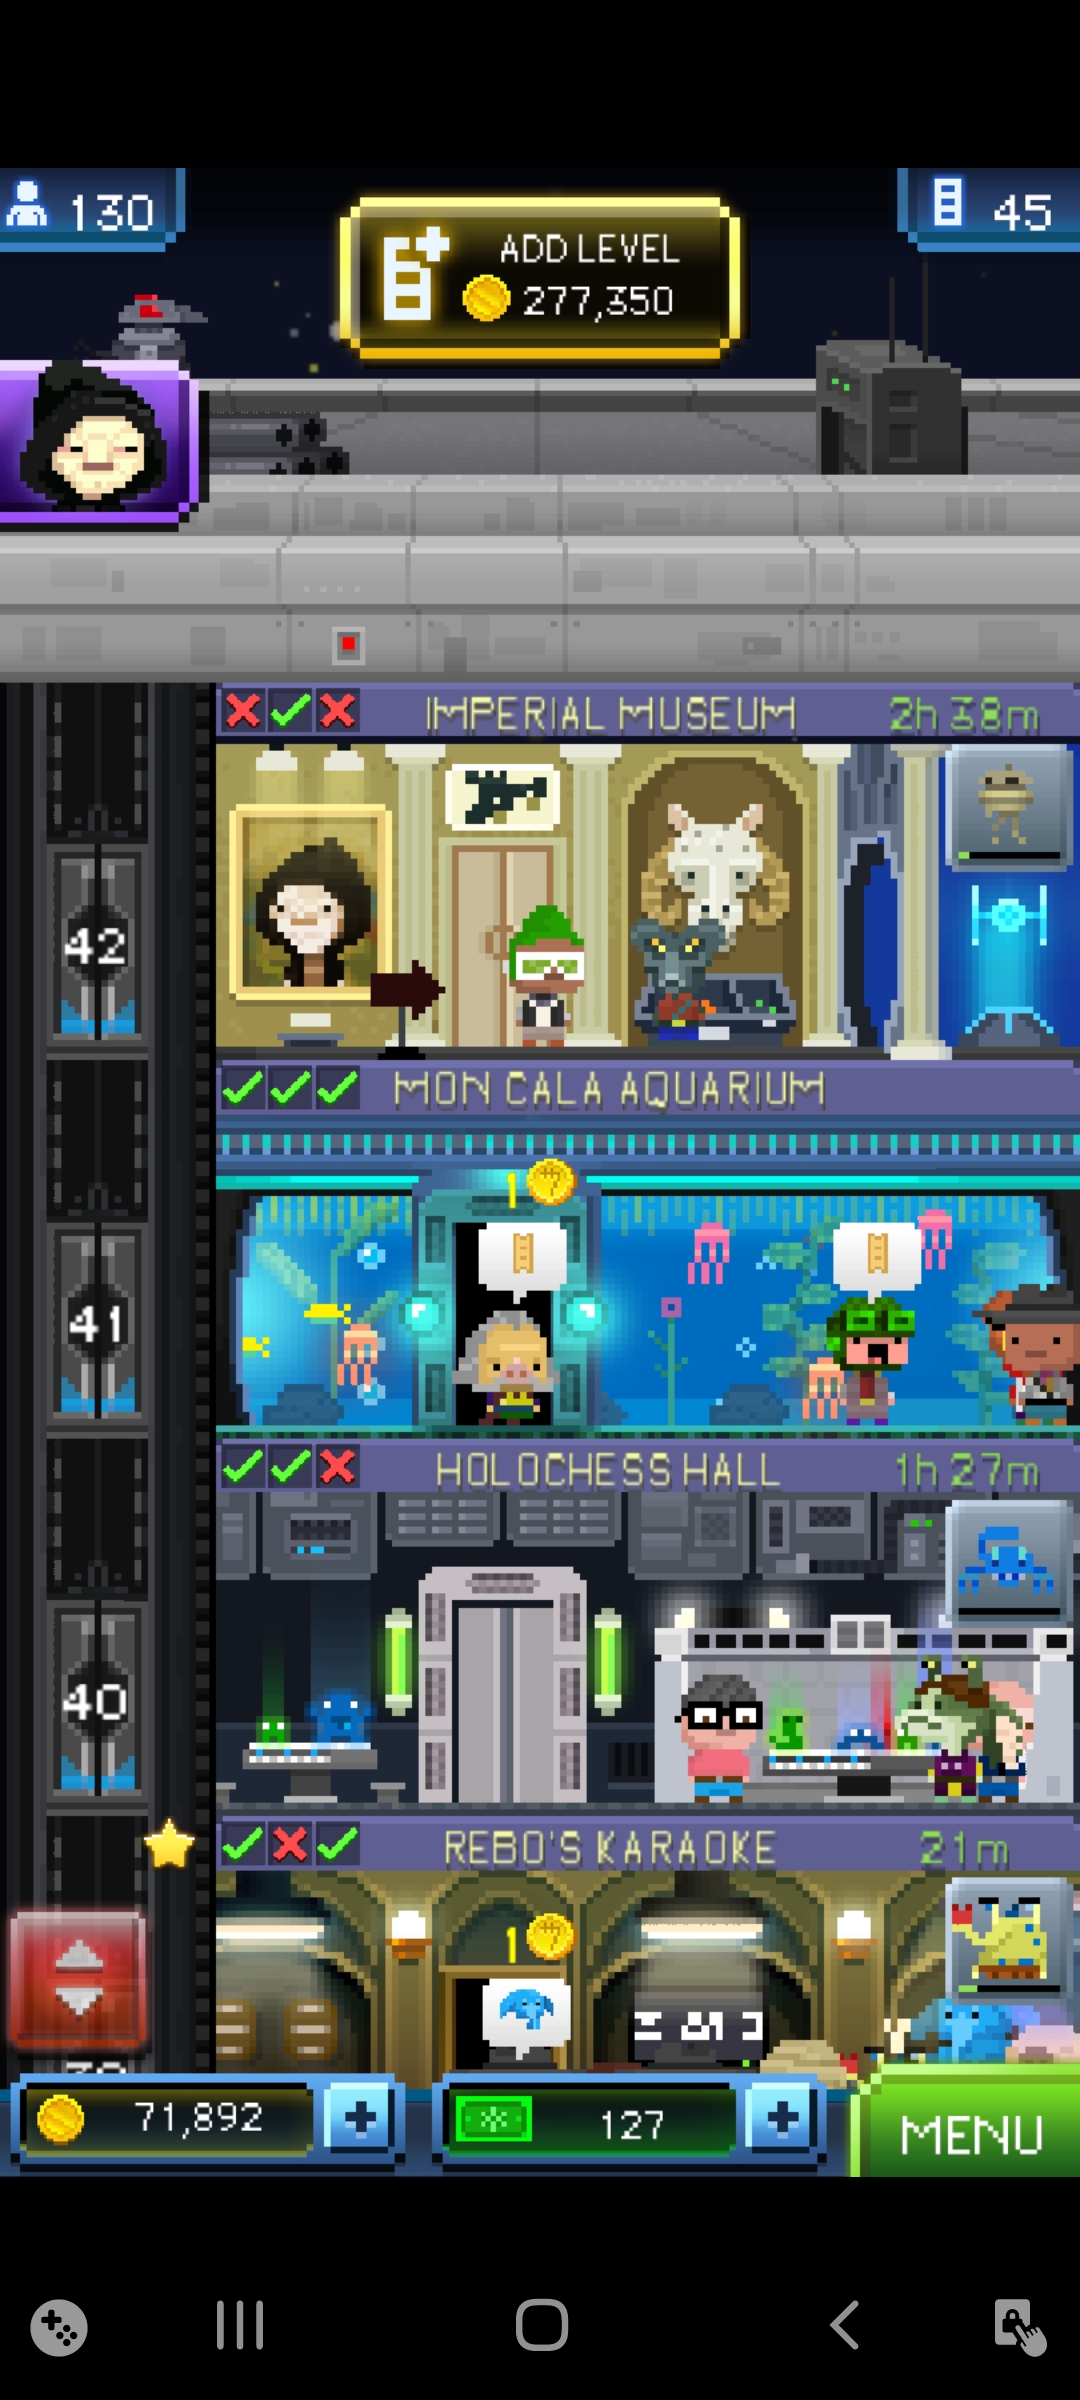 130
ADD LEVEL
277,350
45
IMPERIAL MUSEUM
2h 38m
42
MON CALA AQUARIUM
1
41
HOLOCHESS HALL
1h 27m
40
REBO'S KARAOKE
21m
1
71,892
127
MENU